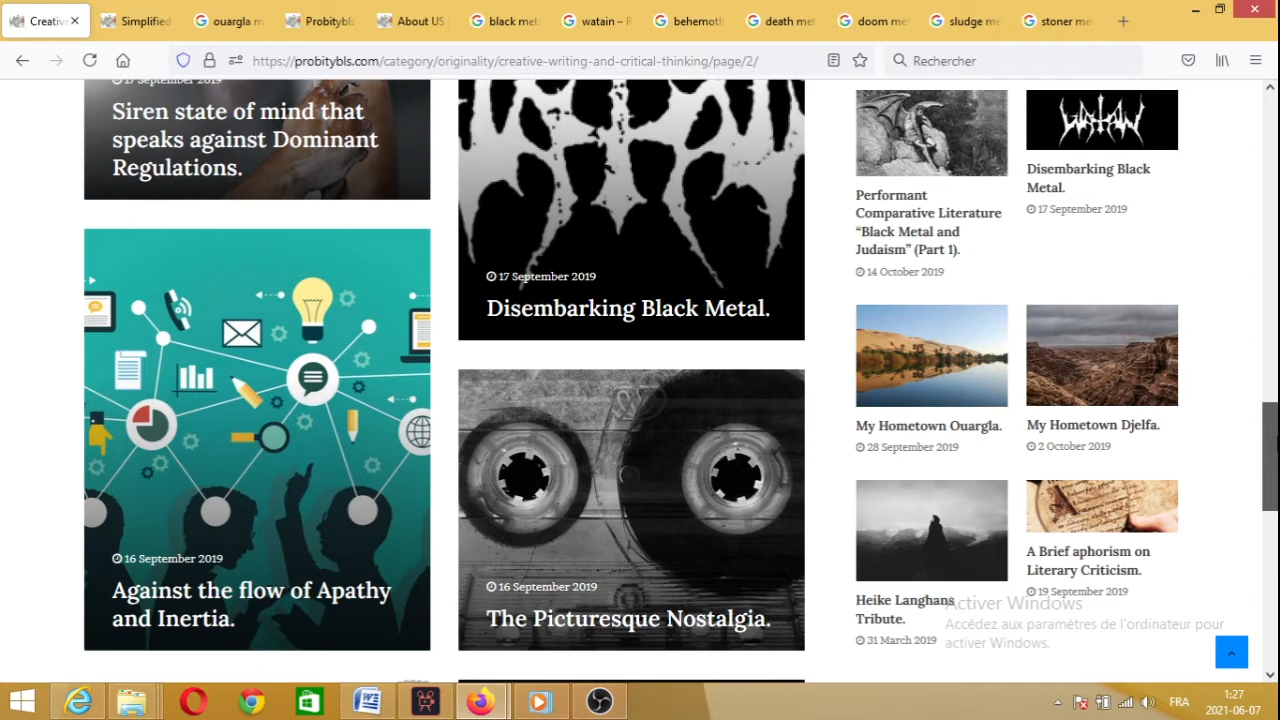 Creative
Simplified
ouargla m
Probitybls
About US
black met
watain – R
behemoth
death met
doom met
sludge me
stoner me
https://probitybls.com/category/originality/creative-writing-and-critical-thinking/page/2/
Rechercher
17 September 2019
Siren state of mind that
speaks against Dominant
Regulations.
17 September 2019
Disembarking Black Metal.
16 September 2019
Against the flow of Apathy
and Inertia.
16 September 2019
The Picturesque Nostalgia.
Performant
Comparative Literature
“Black Metal and
Judaism” (Part 1).
14 October 2019
WATAIN
Disembarking Black
Metal.
17 September 2019
My Hometown Ouargla.
28 September 2019
My Hometown Djelfa.
2 October 2019
Heike Langhans
Tribute.
31 March 2019
A Brief aphorism on
Literary Criticism.
19 September 2019
Activer Windows
Accédez aux paramètres de l'ordinateur pour
activer Windows.
FRA
1:27
2021-06-07